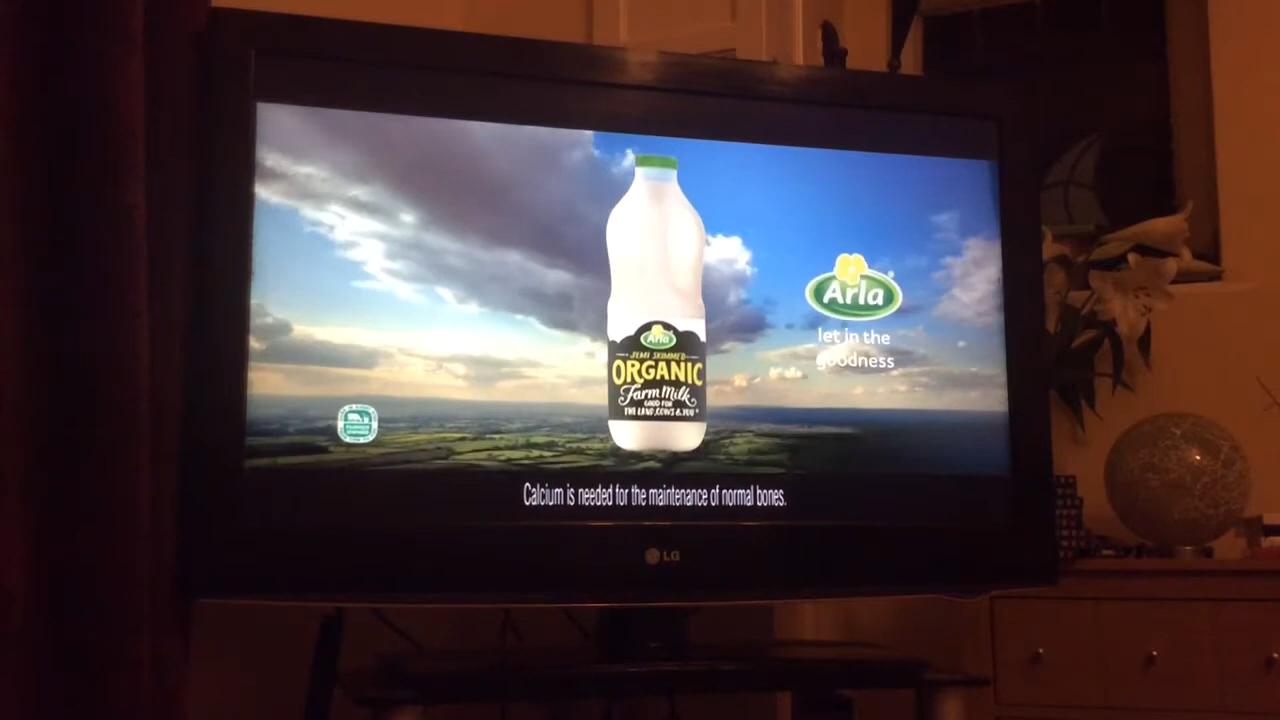 Arla
let in the
goodness
Arla
SEMI SKIMMED
ORGANIC
Farm Milk
GOOD FOR
THE LAND, COWS & YOU*
Calcium is needed for the maintenance of normal bones.
LG